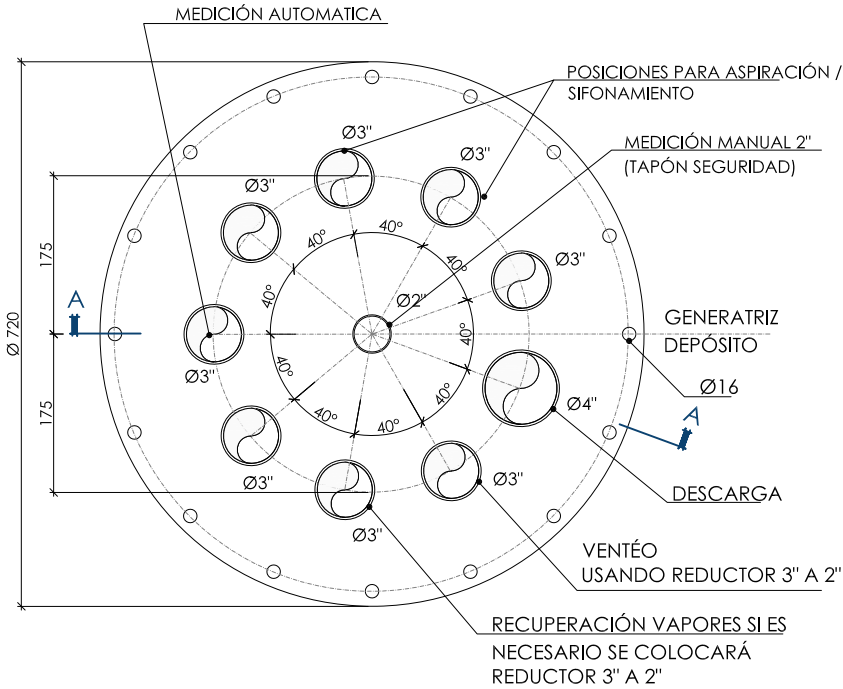 MEDICIÓN AUTOMATICA
POSICIONES PARA ASPIRACIÓN /
SIFONAMIENTO
MEDICIÓN MANUAL 2"
(TAPÓN SEGURIDAD)
Ø3"
Ø3"
Ø3"
Ø3"
40°
40°
40°
40°
175
Ø2"
40°
40°
A
Ø 720
GENERATRIZ
DEPÓSITO
Ø3"
40°
40°
40°
Ø16
175
Ø4"
A
Ø3"
Ø3"
Ø3"
DESCARGA
VENTÉO
USANDO REDUCTOR 3" A 2"
RECUPERACIÓN VAPORES SI ES
NECESARIO SE COLOCARÁ
REDUCTOR 3" A 2"